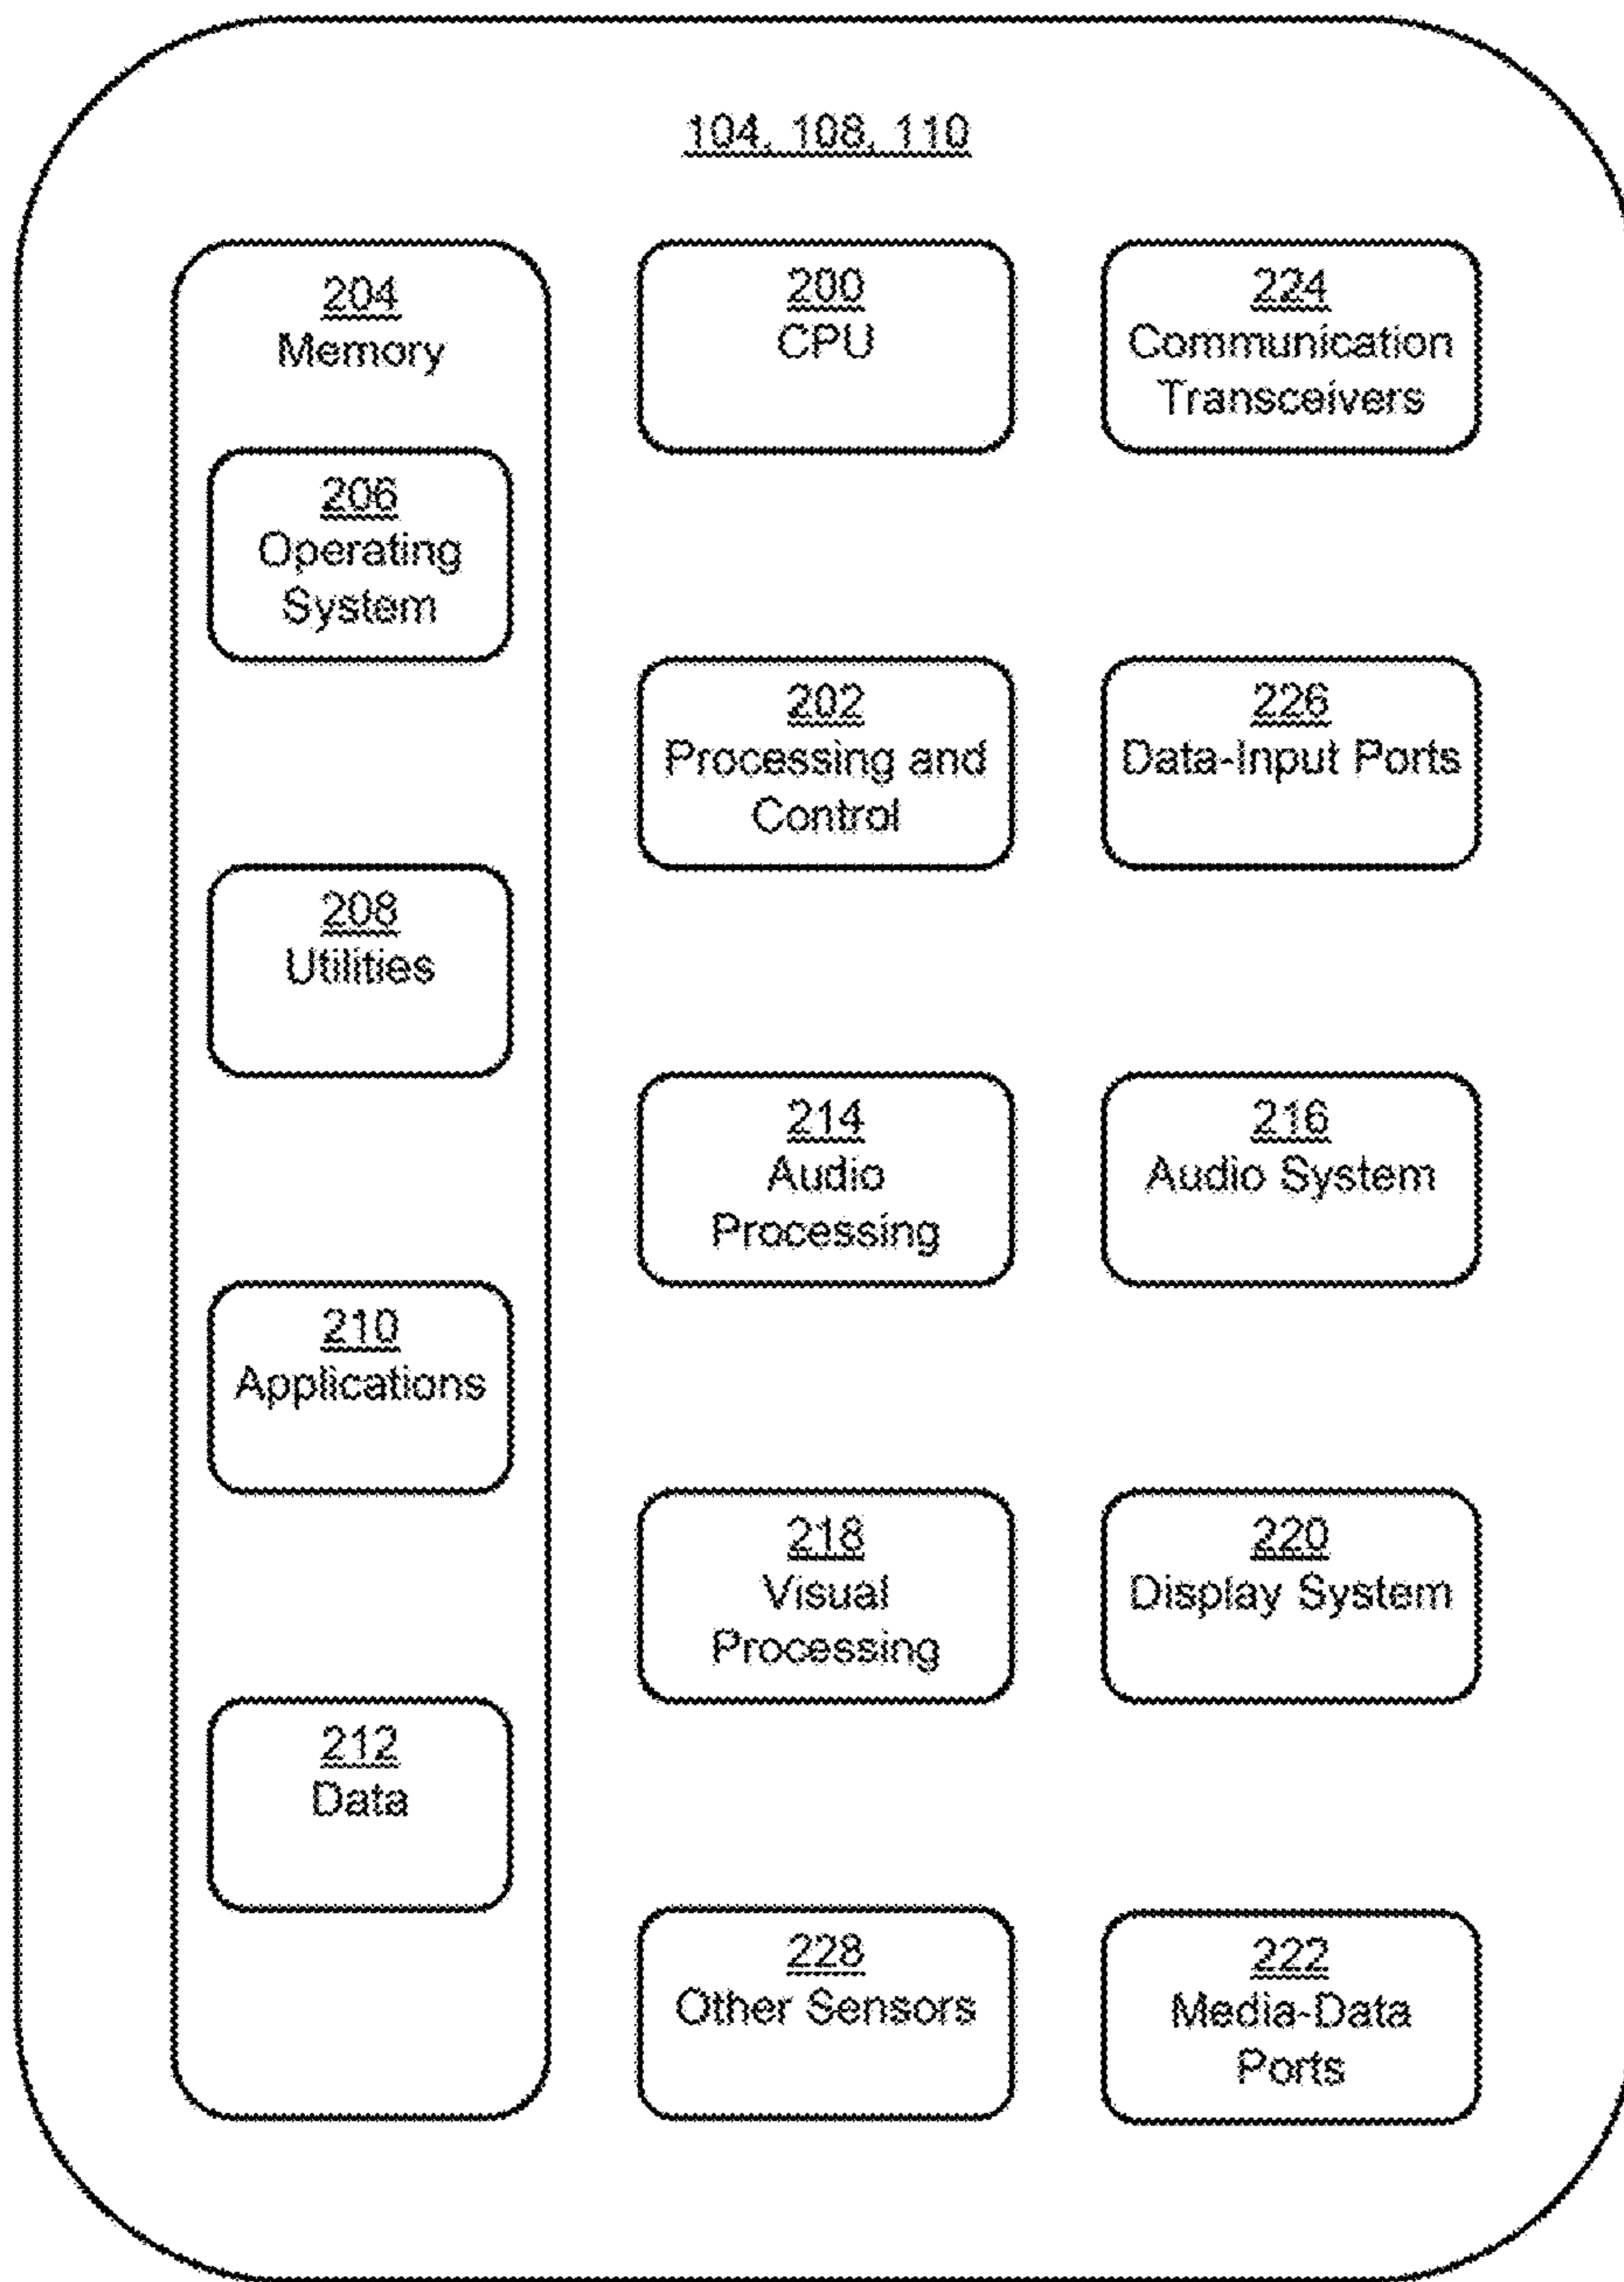 104, 108, 110
204
Memory
206
Operating
System
208
Utilities
210
Applications
212
Data
200
CPU
202
Processing and
Control
214
Audio
Processing
218
Visual
Processing
228
Other Sensors
224
Communication
Transceivers
226
Data-Input Ports
216
Audio System
220
Display System
222
Media-Data
Ports